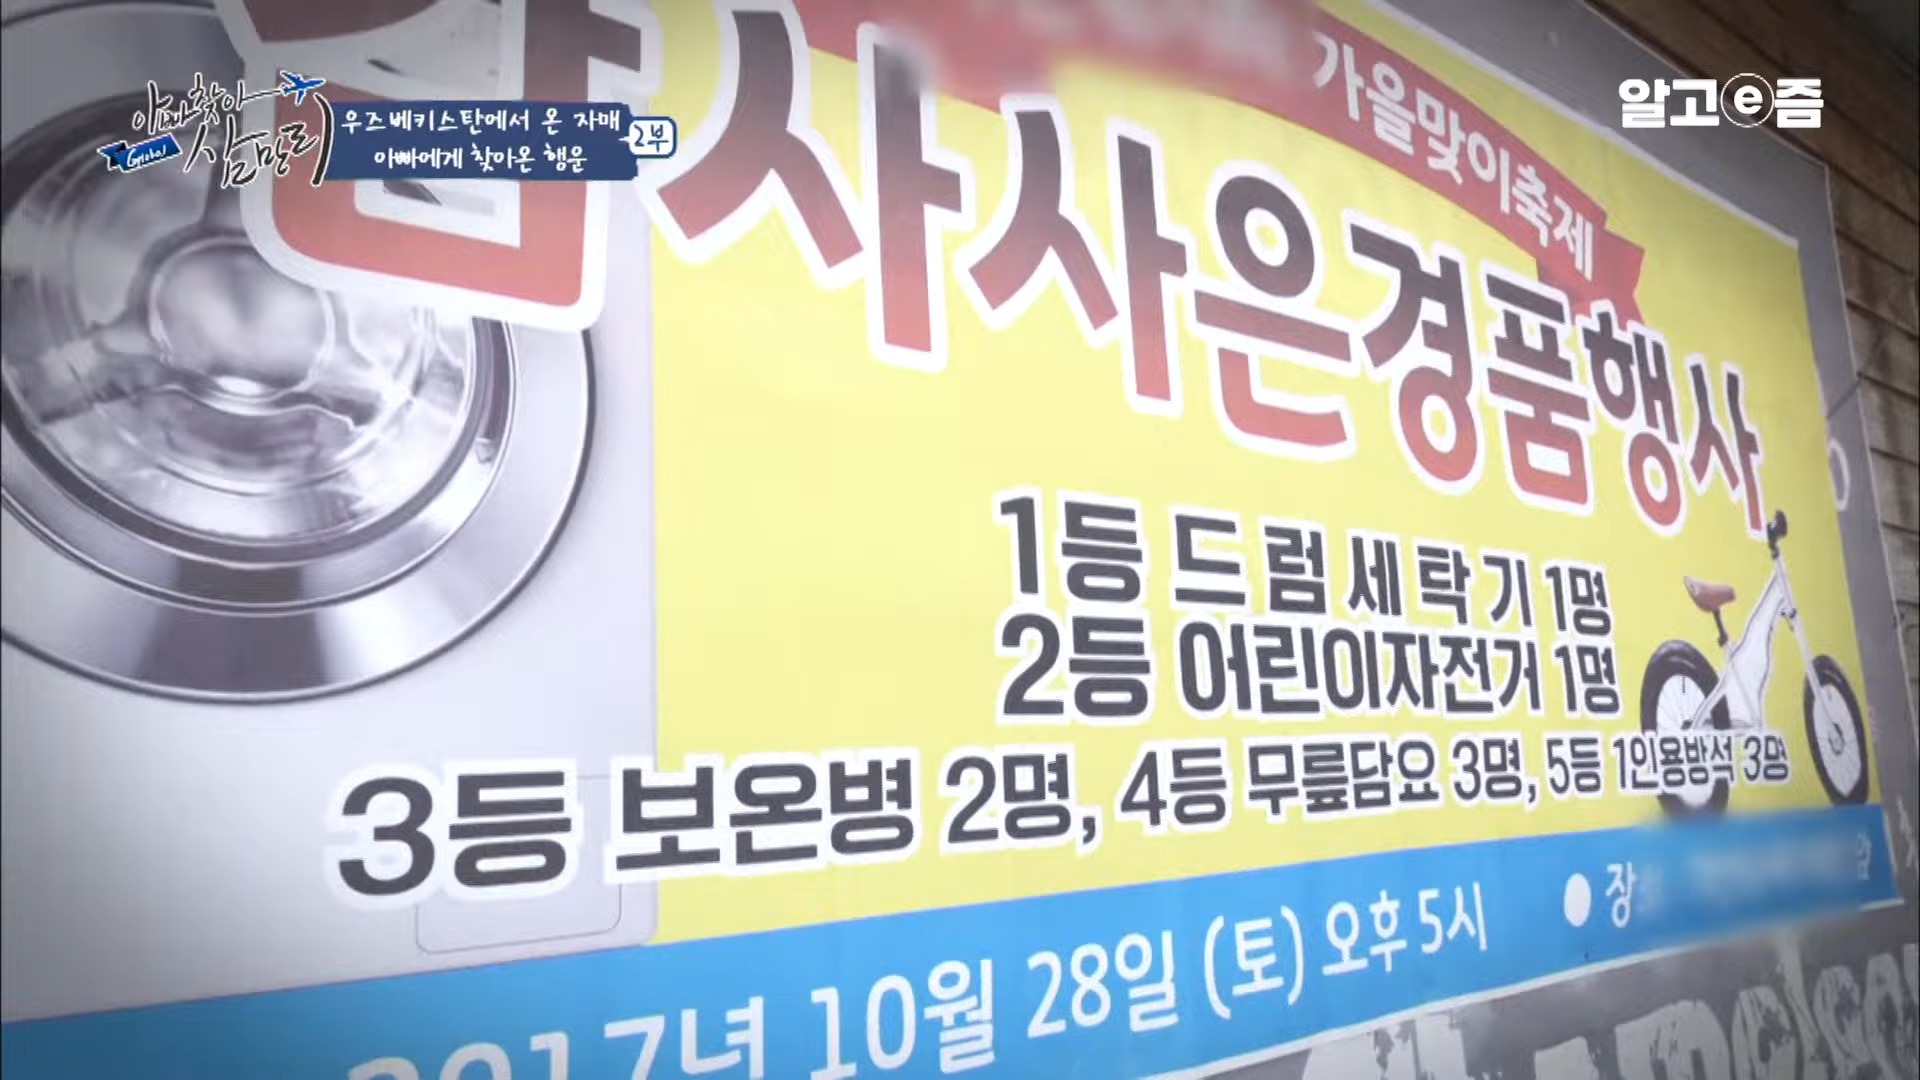 아빠 찾아 삼만리
Global
우즈베키스탄에서 온 자매
아빠에게 찾아온 행운
2부
알고e즘
가을맞이축제
사사은경품행사
1등 드럼세탁기 1명
2등 어린이자전거 1명
3등 보온병 2명, 4등 무릎담요 3명, 5등 1인용방석 3명
2017년 10월 28일 (토) 오후 5시 ● 장